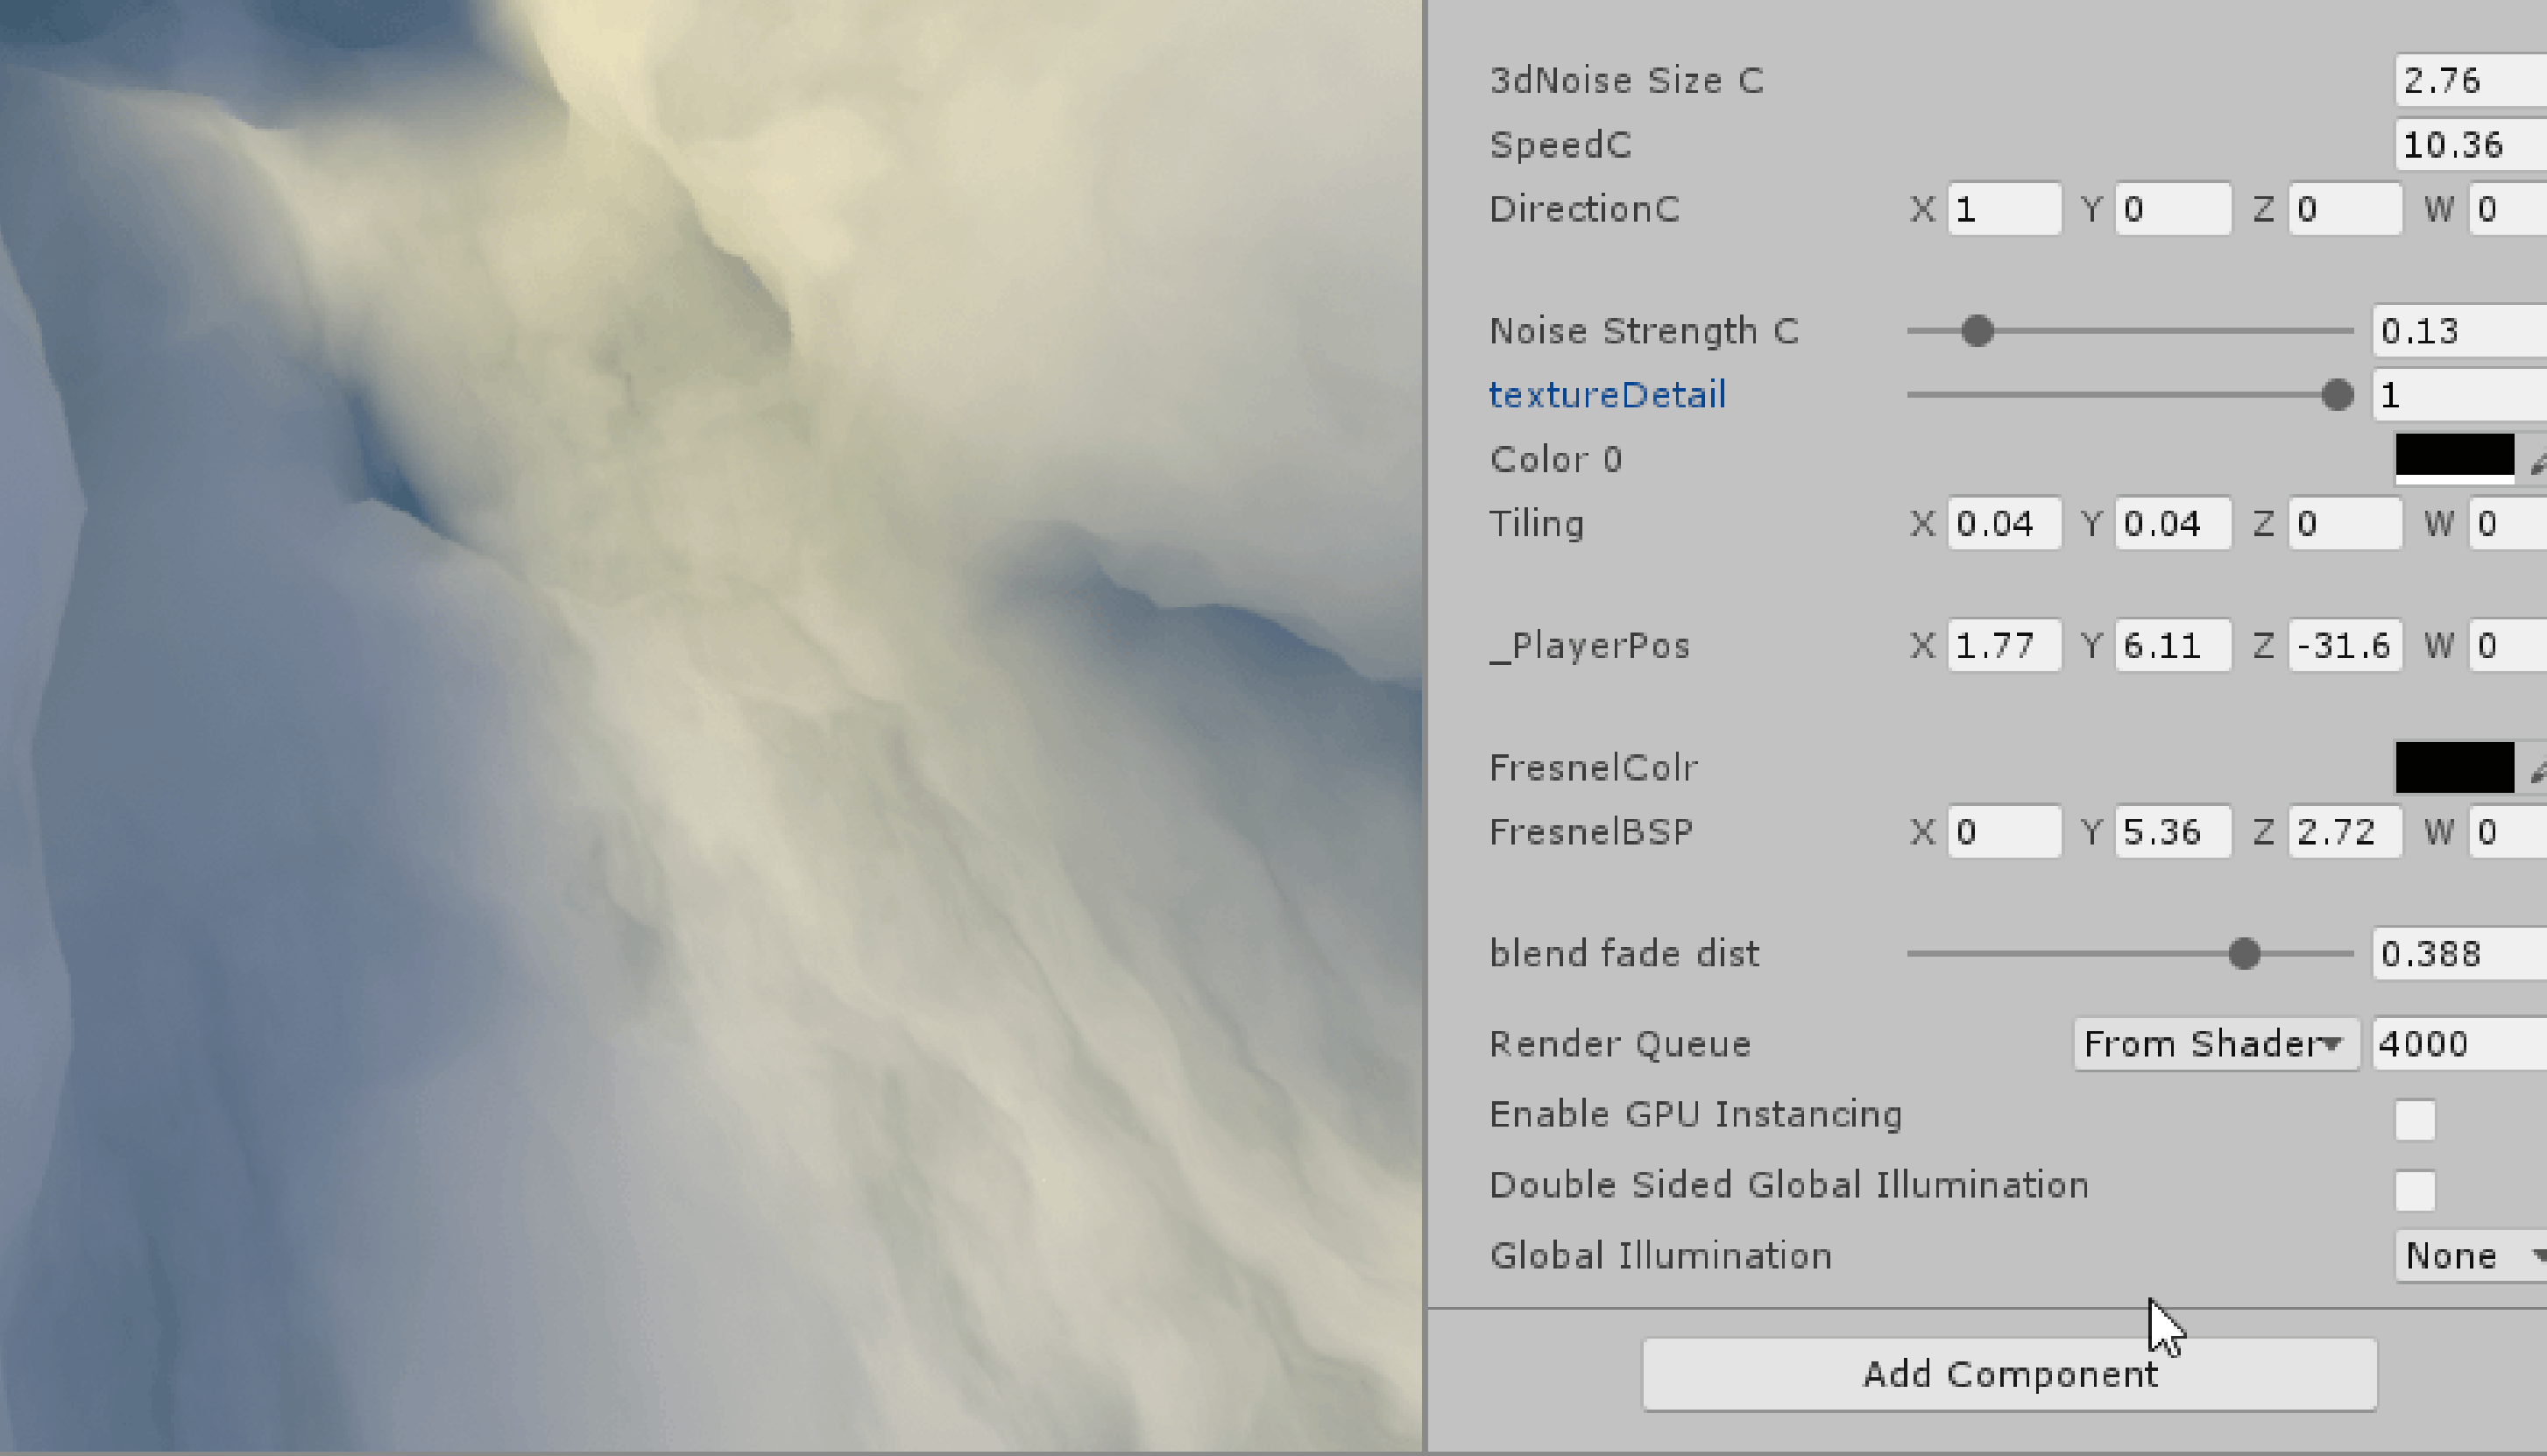 3dNoise Size C 2.76
SpeedC 10.36
DirectionC X 1 Y 0 Z 0 W 0
Noise Strength C 0.13
textureDetail 1
Color 0
Tiling X 0.04 Y 0.04 Z 0 W 0
_PlayerPos X 1.77 Y 6.11 Z -31.6 W 0
FresnelColr
FresnelBSP X 0 Y 5.36 Z 2.72 W 0
blend fade dist 0.388
Render Queue From Shader 4000
Enable GPU Instancing
Double Sided Global Illumination
Global Illumination None
Add Component